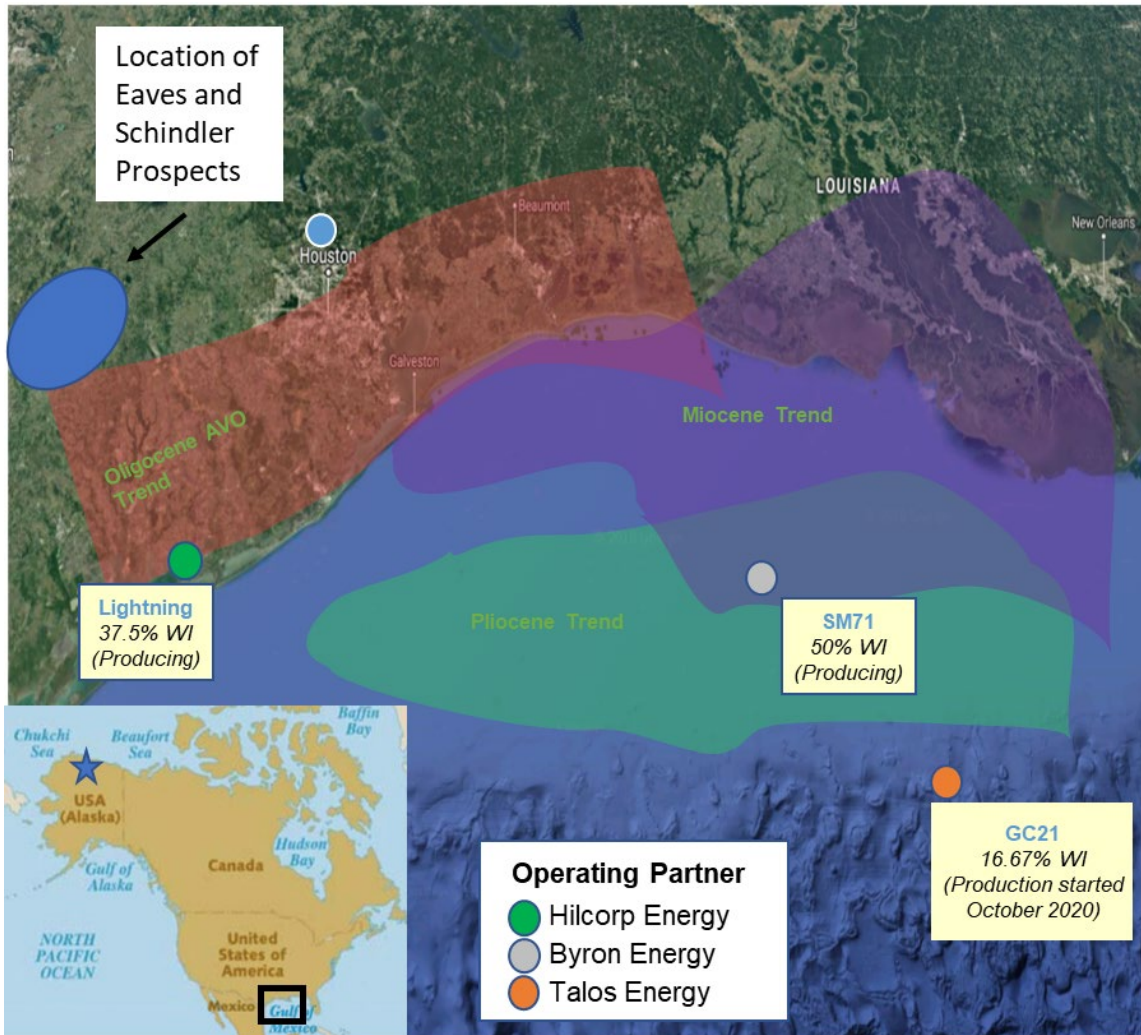 Location of
Eaves and
Schindler
Prospects
LOUISIANA
Beaumont
New Orleans
Houston
Galveston
Miocene Trend
Oligocene AVO
Trend
Pliocene Trend
Lightning
37.5% WI
(Producing)
SM71
50% WI
(Producing)
GC21
16.67% WI
(Production started
October 2020)
Operating Partner
Hilcorp Energy
Byron Energy
Talos Energy
Chukchi
Sea
Beaufort
Sea
Baffin
Bay
USA
(Alaska)
Gulf of
Alaska
Canada
Hudson
Bay
NORTH
PACIFIC
OCEAN
United
States of
America
Mexico
Gulf of
Mexico